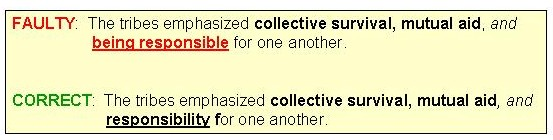 FAULTY: The tribes emphasized collective survival, mutual aid, and
being responsible for one another.
CORRECT: The tribes emphasized collective survival, mutual aid, and
responsibility for one another.